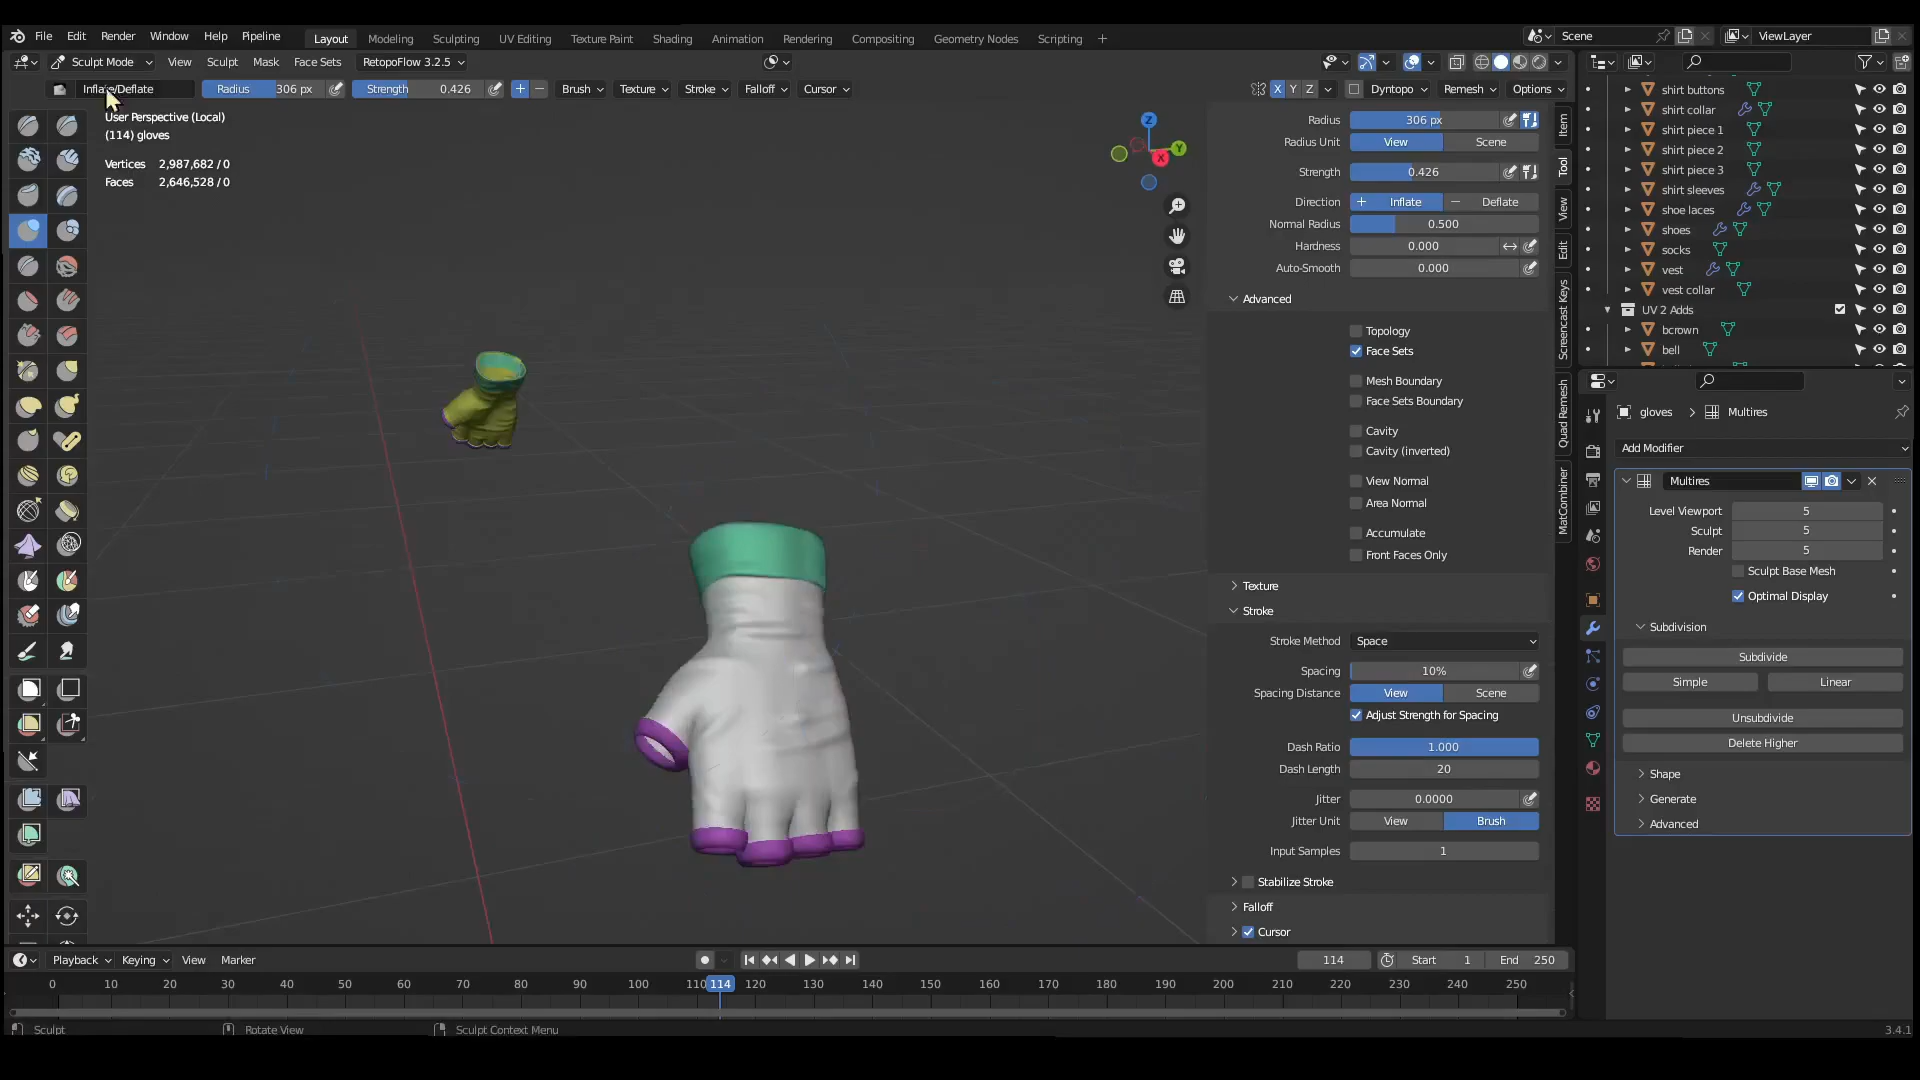 File Edit Render Window Help Pipeline Layout Modeling Sculpting UV Editing Texture Paint Shading Animation Rendering Compositing Geometry Nodes Scripting + Scene ViewLayer
Sculpt Mode View Sculpt Mask Face Sets RetopoFlow 3.2.5
Inflate/Deflate Radius 306 px Strength 0.426 + − Brush Texture Stroke Falloff Cursor X Y Z Dyntopo Remesh Options
User Perspective (Local)
(114) gloves
Vertices 2,987,682 / 0
Faces 2,646,528 / 0
Z
Y
X
Radius 306 px
Radius Unit View Scene
Strength 0.426
Direction + Inflate − Deflate
Normal Radius 0.500
Hardness 0.000
Auto-Smooth 0.000
Advanced
Topology
Face Sets
Mesh Boundary
Face Sets Boundary
Cavity
Cavity (inverted)
View Normal
Area Normal
Accumulate
Front Faces Only
Texture
Stroke
Stroke Method Space
Spacing 10%
Spacing Distance View Scene
Adjust Strength for Spacing
Dash Ratio 1.000
Dash Length 20
Jitter 0.0000
Jitter Unit View Brush
Input Samples 1
Stabilize Stroke
Falloff
Cursor
Item
Tool
View
Edit
Screencast Keys
Quad Remesh
MatCombiner
shirt buttons
shirt collar
shirt piece 1
shirt piece 2
shirt piece 3
shirt sleeves
shoe laces
shoes
socks
vest
vest collar
UV 2 Adds
bcrown
bell
gloves Multires
Add Modifier
Multires
Level Viewport 5
Sculpt 5
Render 5
Sculpt Base Mesh
Optimal Display
Subdivision
Subdivide
Simple Linear
Unsubdivide
Delete Higher
Shape
Generate
Advanced
Playback Keying View Marker 114 Start 1 End 250
0 10 20 30 40 50 60 70 80 90 100 110 114 120 130 140 150 160 170 180 190 200 210 220 230 240 250
Sculpt Rotate View Sculpt Context Menu 3.4.1